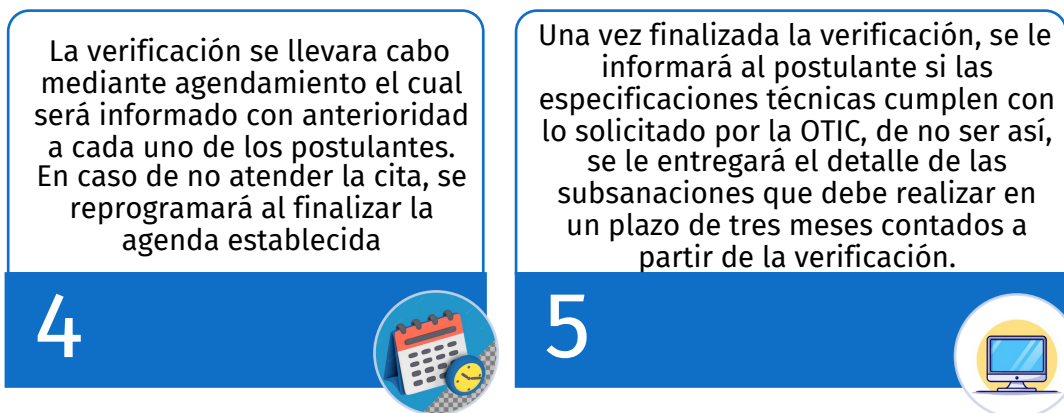 La verificación se llevara cabo
mediante agendamiento el cual
será informado con anterioridad
a cada uno de los postulantes.
En caso de no atender la cita, se
reprogramará al finalizar la
agenda establecida
4
Una vez finalizada la verificación, se le
informará al postulante si las
especificaciones técnicas cumplen con
lo solicitado por la OTIC, de no ser así,
se le entregará el detalle de las
subsanaciones que debe realizar en
un plazo de tres meses contados a
partir de la verificación.
5